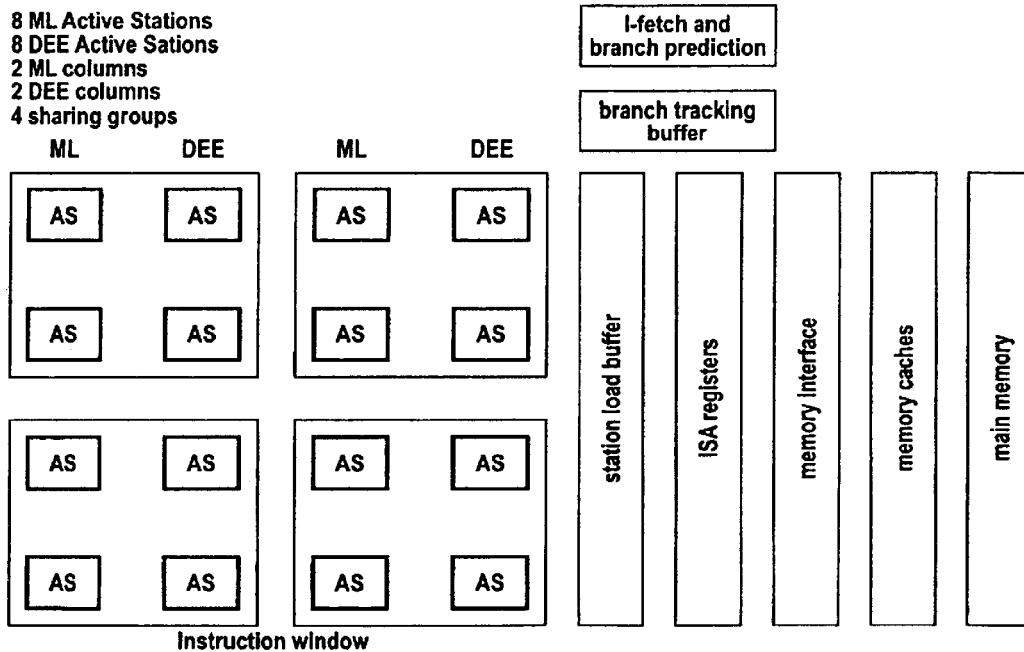 8 ML Active Stations
8 DEE Active Sations
2 ML columns
2 DEE columns
4 sharing groups
ML DEE ML DEE
AS AS AS AS
AS AS AS AS
AS AS AS AS
AS AS AS AS
Instruction window
I-fetch and
branch prediction
branch tracking
buffer
station load buffer
ISA registers
memory interface
memory caches
main memory